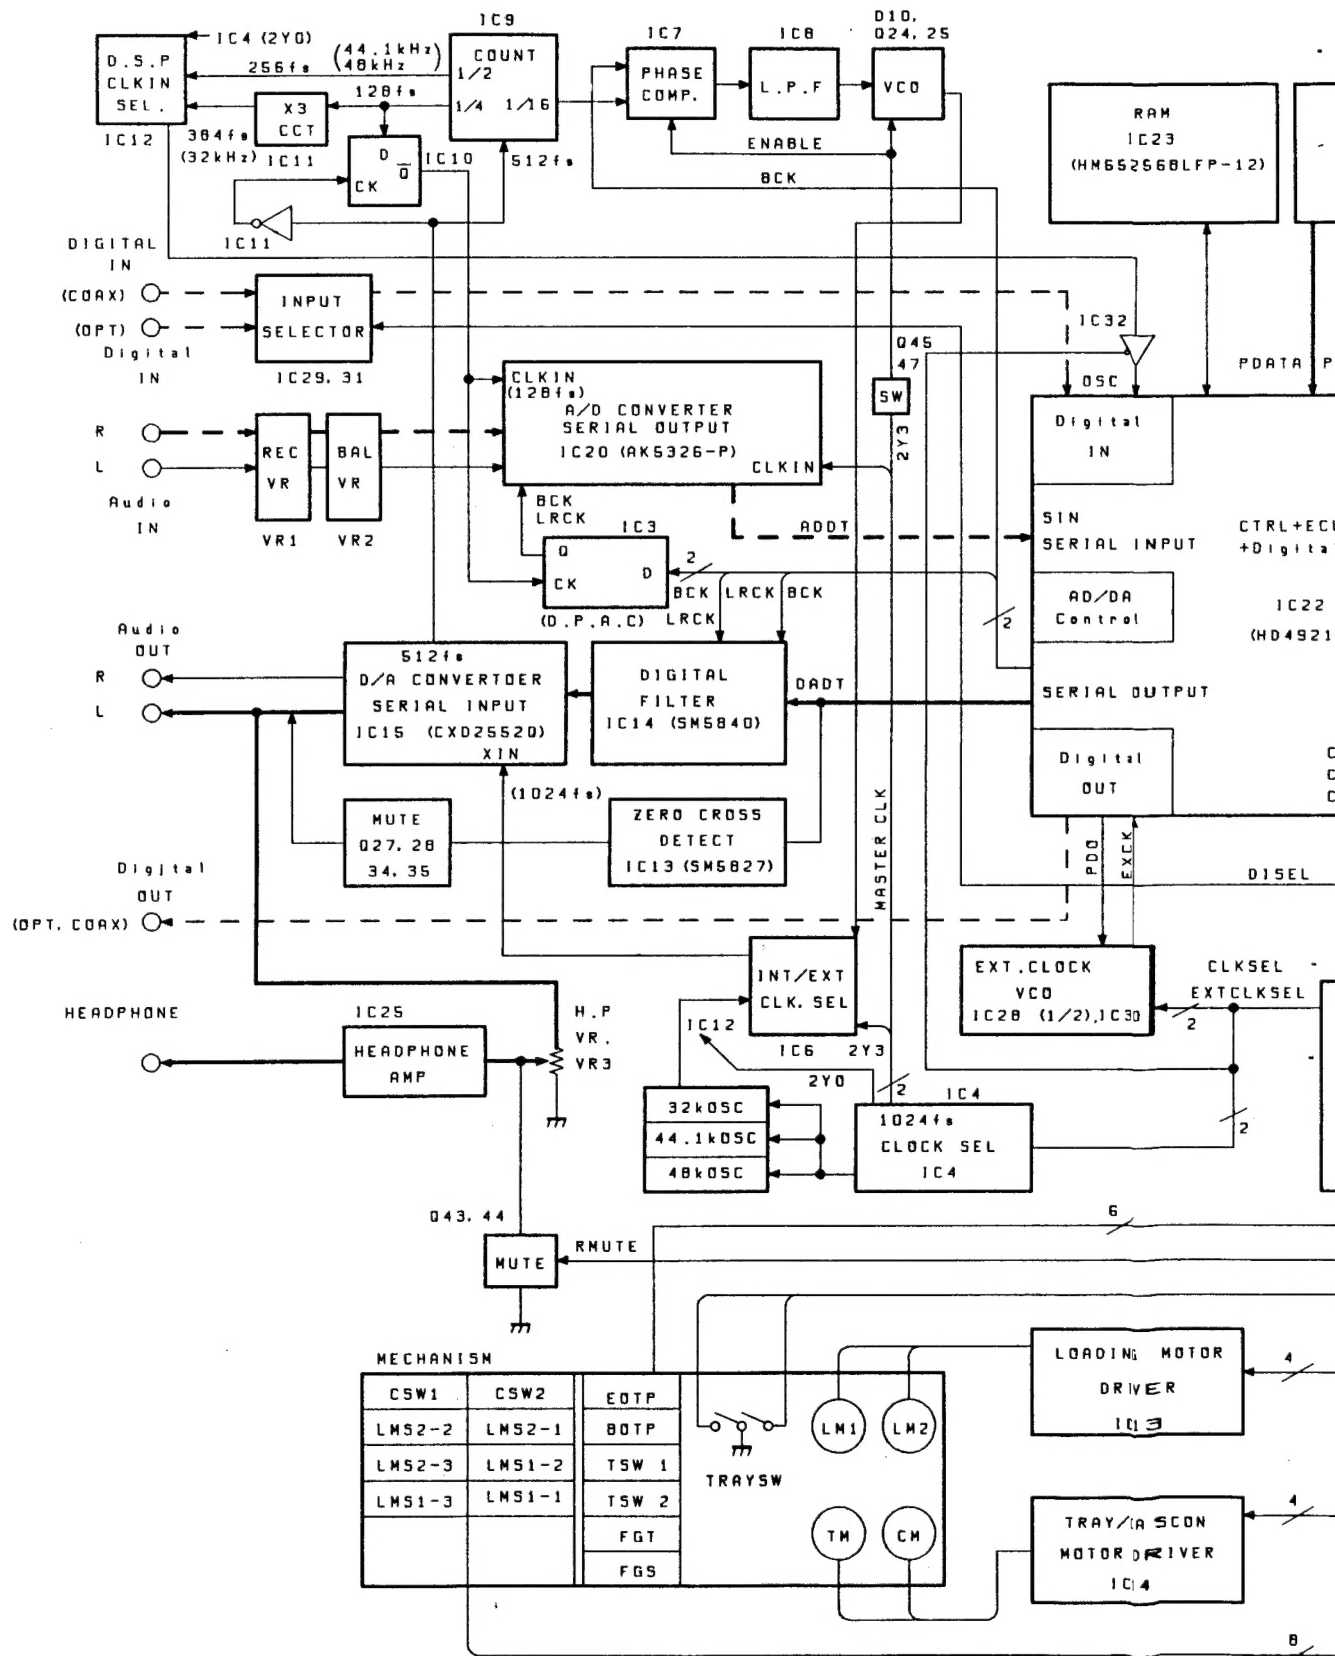 IC9
D10,
Q24, 25
IC4 (2Y0)
(44.1kHz)
(48kHz)
IC7
IC8
D.S.P
CLKIN
SEL.
256fs
COUNT
1/2
1/4 1/16
PHASE
COMP.
L.P.F
VCO
128fs
X3
CCT
IC12
384fs
(32kHz)
IC11
D
Q
CK
IC10
512fs
ENABLE
BCK
RAM
IC23
(HM65256BLFP-12)
IC11
DIGITAL
IN
(COAX)
(OPT)
Digital
IN
INPUT
SELECTOR
IC29.31
IC32
Q45
47
OSC
PDATA
P
SW
2Y3
CLKIN
(128fs)
A/D CONVERTER
SERIAL OUTPUT
IC20 (AK5326-P)
CLKIN
Digital
IN
R
L
REC
VR
BAL
VR
Audio
IN
VR1
VR2
BCK
LRCK
IC3
ADDT
SIN
SERIAL INPUT
CTRL+EC
+Digita
Q
D
CK
2
BCK
LRCK
LRCK
BCK
(D.P.A.C)
2
AD/DA
Control
IC22
(HD4921
Audio
OUT
R
L
512fs
D/A CONVERTOER
SERIAL INPUT
IC15 (CXD2552Q)
XIN
DIGITAL
FILTER
IC14 (SM5840)
DADT
SERIAL OUTPUT
Digital
OUT
(1024fs)
MUTE
Q27.28
34.35
ZERO CROSS
DETECT
IC13 (SM5827)
MASTER CLK
PDO
EXCK
DISEL
Digital
OUT
(OPT. COAX)
INT/EXT
CLK. SEL
EXT.CLOCK
VCO
IC28 (1/2), IC30
CLKSEL
EXTCLKSEL
2
HEADPHONE
IC25
HEADPHONE
AMP
H.P
VR.
VR3
IC12
IC6
2Y3
2Y0
2
IC4
32kOSC
44.1kOSC
48kOSC
1024fs
CLOCK SEL
IC4
2
Q43. 44
MUTE
RMUTE
6
MECHANISM
CSW1 CSW2 EOTP
LMS2-2 LMS2-1 BOTP
LMS2-3 LMS1-2 TSW 1
LMS1-3 LMS1-1 TSW 2
FGT
FGS
TRAYSW
LM1
LM2
TM
CM
LOADING MOTOR
DRIVER
4
TRAY/
SCON
MOTOR DRIVER
4
8